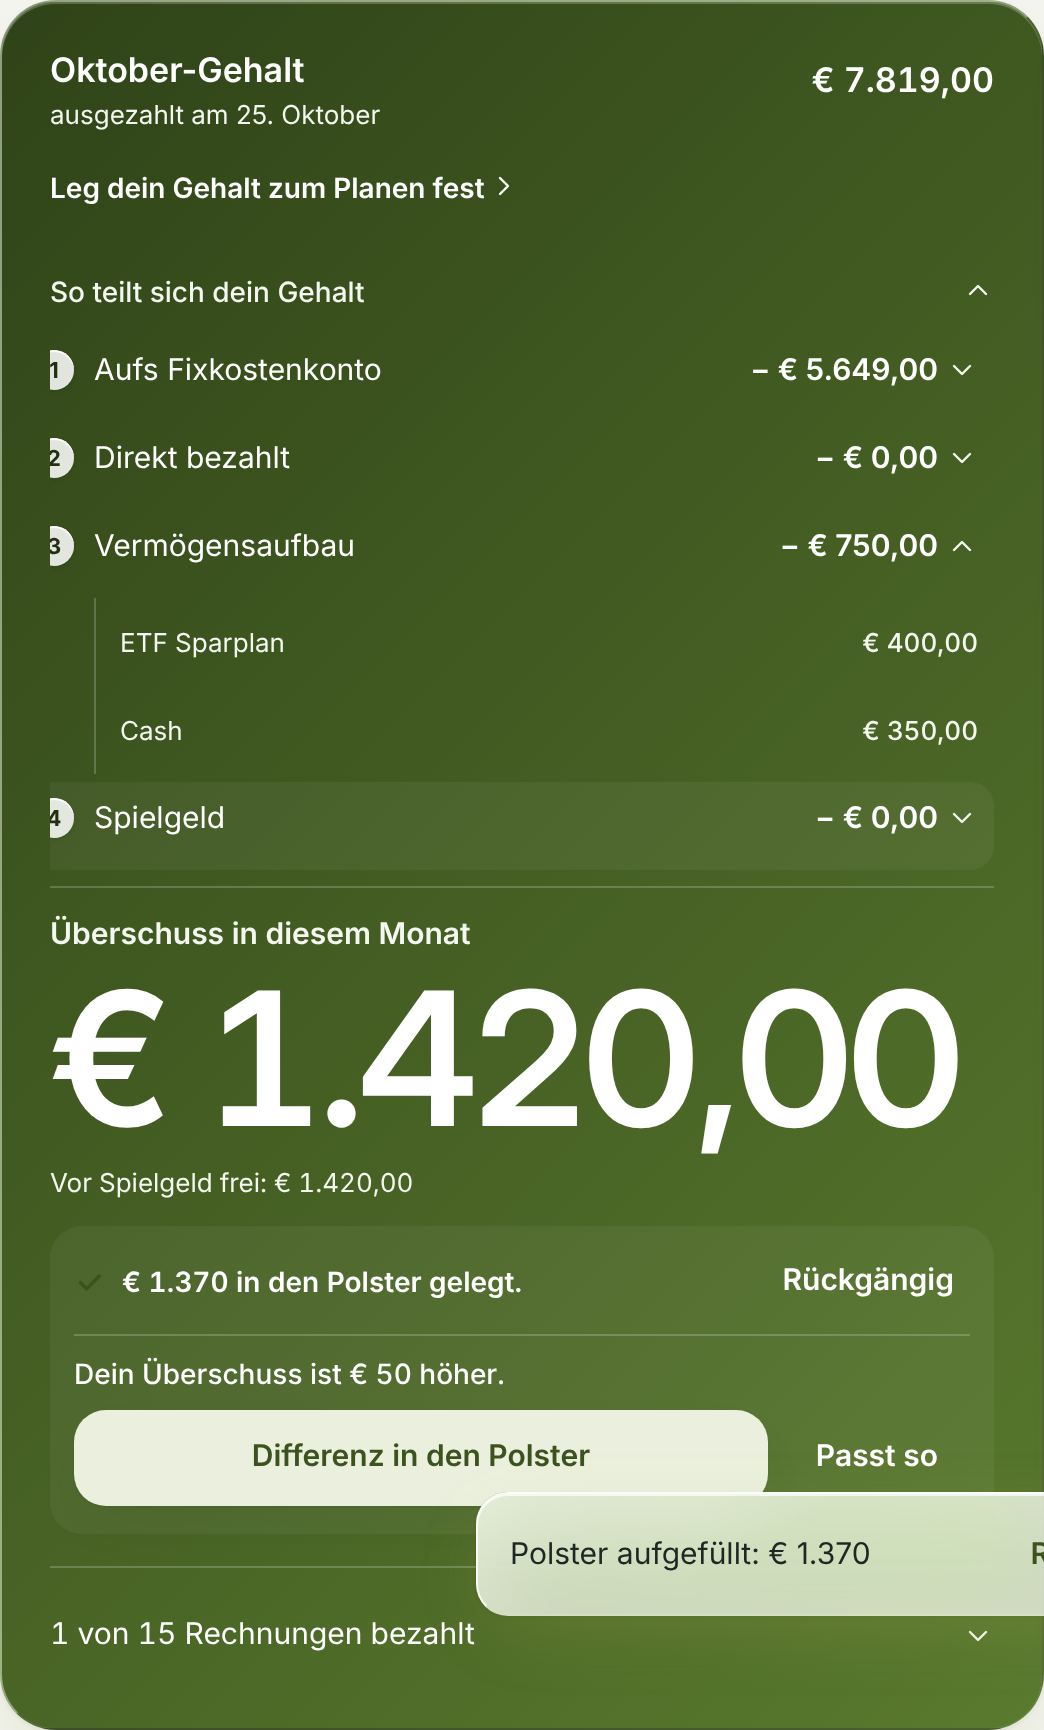 Oktober-Gehalt
€ 7.819,00
ausgezahlt am 25. Oktober
Leg dein Gehalt zum Planen fest
So teilt sich dein Gehalt
1 Aufs Fixkostenkonto – € 5.649,00
2 Direkt bezahlt – € 0,00
3 Vermögensaufbau – € 750,00
ETF Sparplan € 400,00
Cash € 350,00
4 Spielgeld – € 0,00
Überschuss in diesem Monat
€ 1.420,00
Vor Spielgeld frei: € 1.420,00
€ 1.370 in den Polster gelegt. Rückgängig
Dein Überschuss ist € 50 höher.
Differenz in den Polster Passt so
Polster aufgefüllt: € 1.370
1 von 15 Rechnungen bezahlt